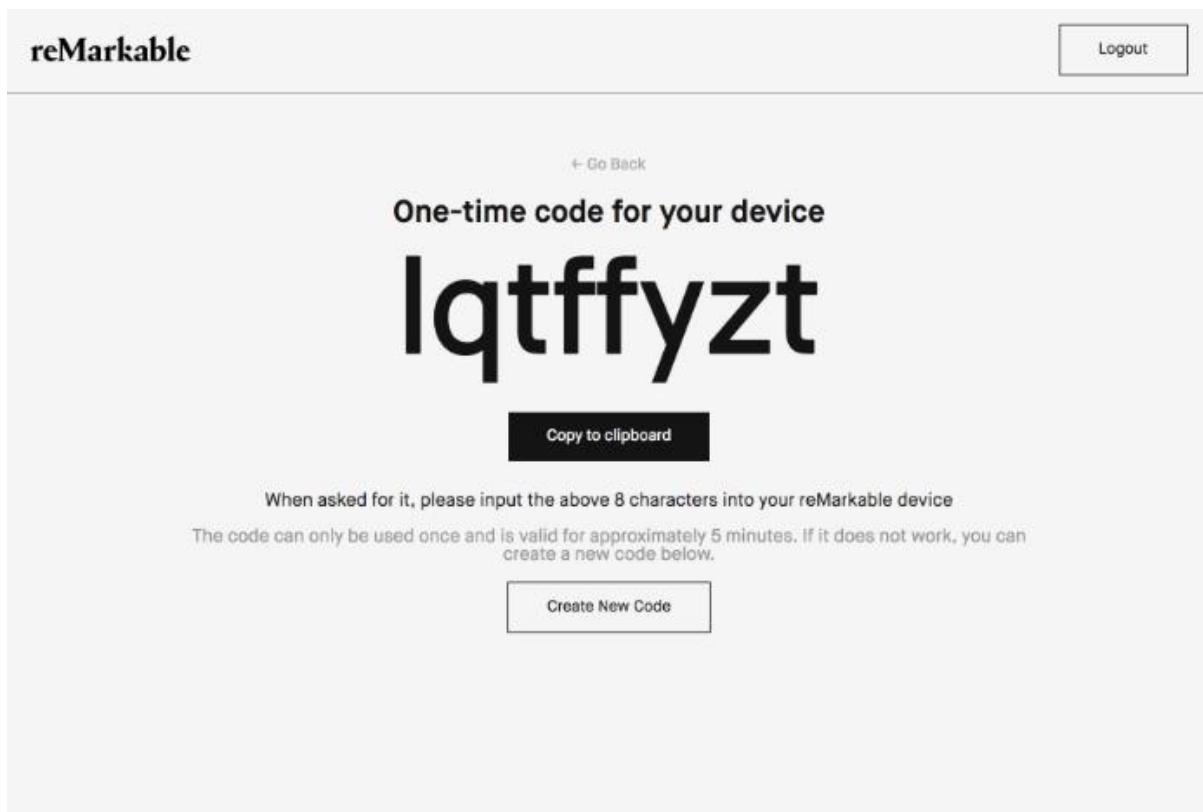 reMarkable
Logout
← Go Back
One-time code for your device
lqtffyzt
Copy to clipboard
When asked for it, please input the above 8 characters into your reMarkable device
The code can only be used once and is valid for approximately 5 minutes. If it does not work, you can
create a new code below.
Create New Code